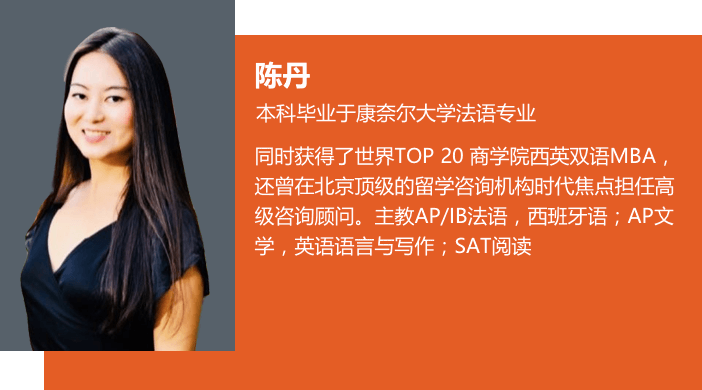 陈丹
本科毕业于康奈尔大学法语专业
同时获得了世界TOP 20 商学院西英双语MBA，
还曾在北京顶级的留学咨询机构时代焦点担任高
级咨询顾问。主教AP/IB法语，西班牙语；AP文
学，英语语言与写作；SAT阅读